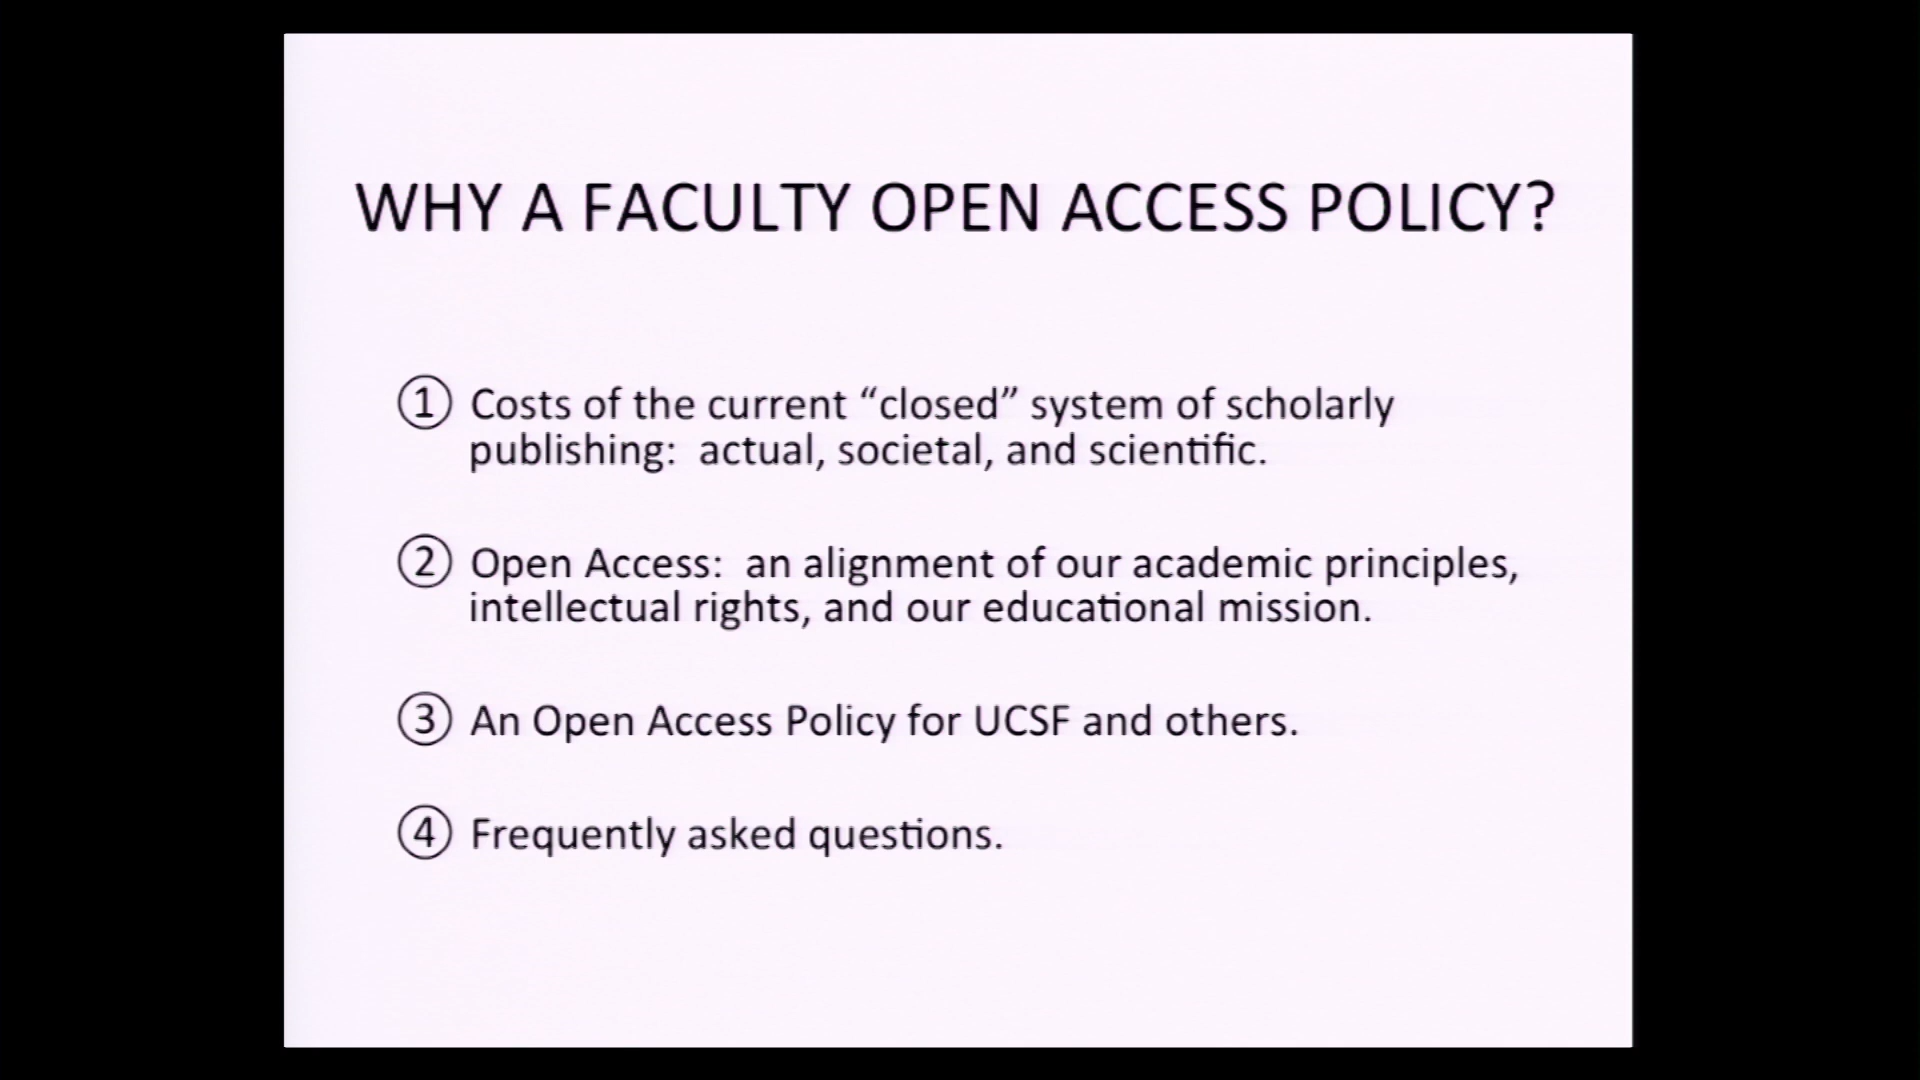 WHY A FACULTY OPEN ACCESS POLICY?
① Costs of the current “closed” system of scholarly
publishing:  actual, societal, and scientific.
② Open Access:  an alignment of our academic principles,
intellectual rights, and our educational mission.
③ An Open Access Policy for UCSF and others.
④ Frequently asked questions.